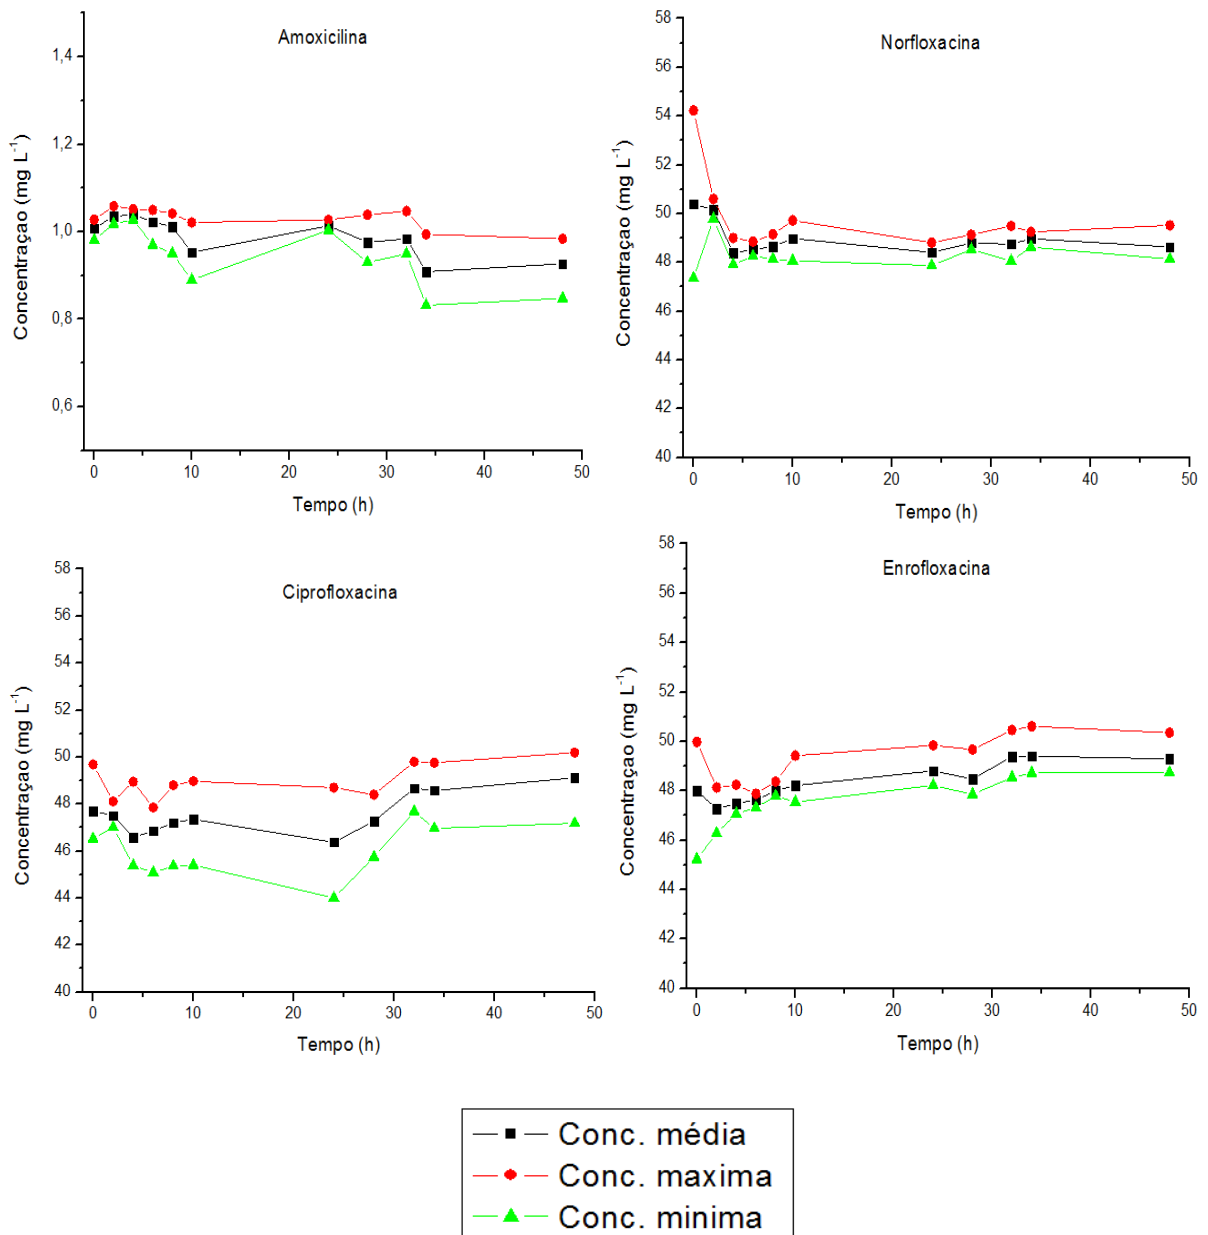 Amoxicilina
Concentraçao (mg L-1)
1,4
1,2
1,0
0,8
0,6
0 10 20 30 40 50
Tempo (h)
Norfloxacina
Concentraçao (mg L-1)
58
56
54
52
50
48
46
44
42
40
0 10 20 30 40 50
Tempo (h)
Ciprofloxacina
Concentraçao (mg L-1)
58
56
54
52
50
48
46
44
42
40
0 10 20 30 40 50
Tempo (h)
Enrofloxacina
Concentraçao (mg L-1)
58
56
54
52
50
48
46
44
42
40
0 10 20 30 40 50
Tempo (h)
Conc. média
Conc. maxima
Conc. minima